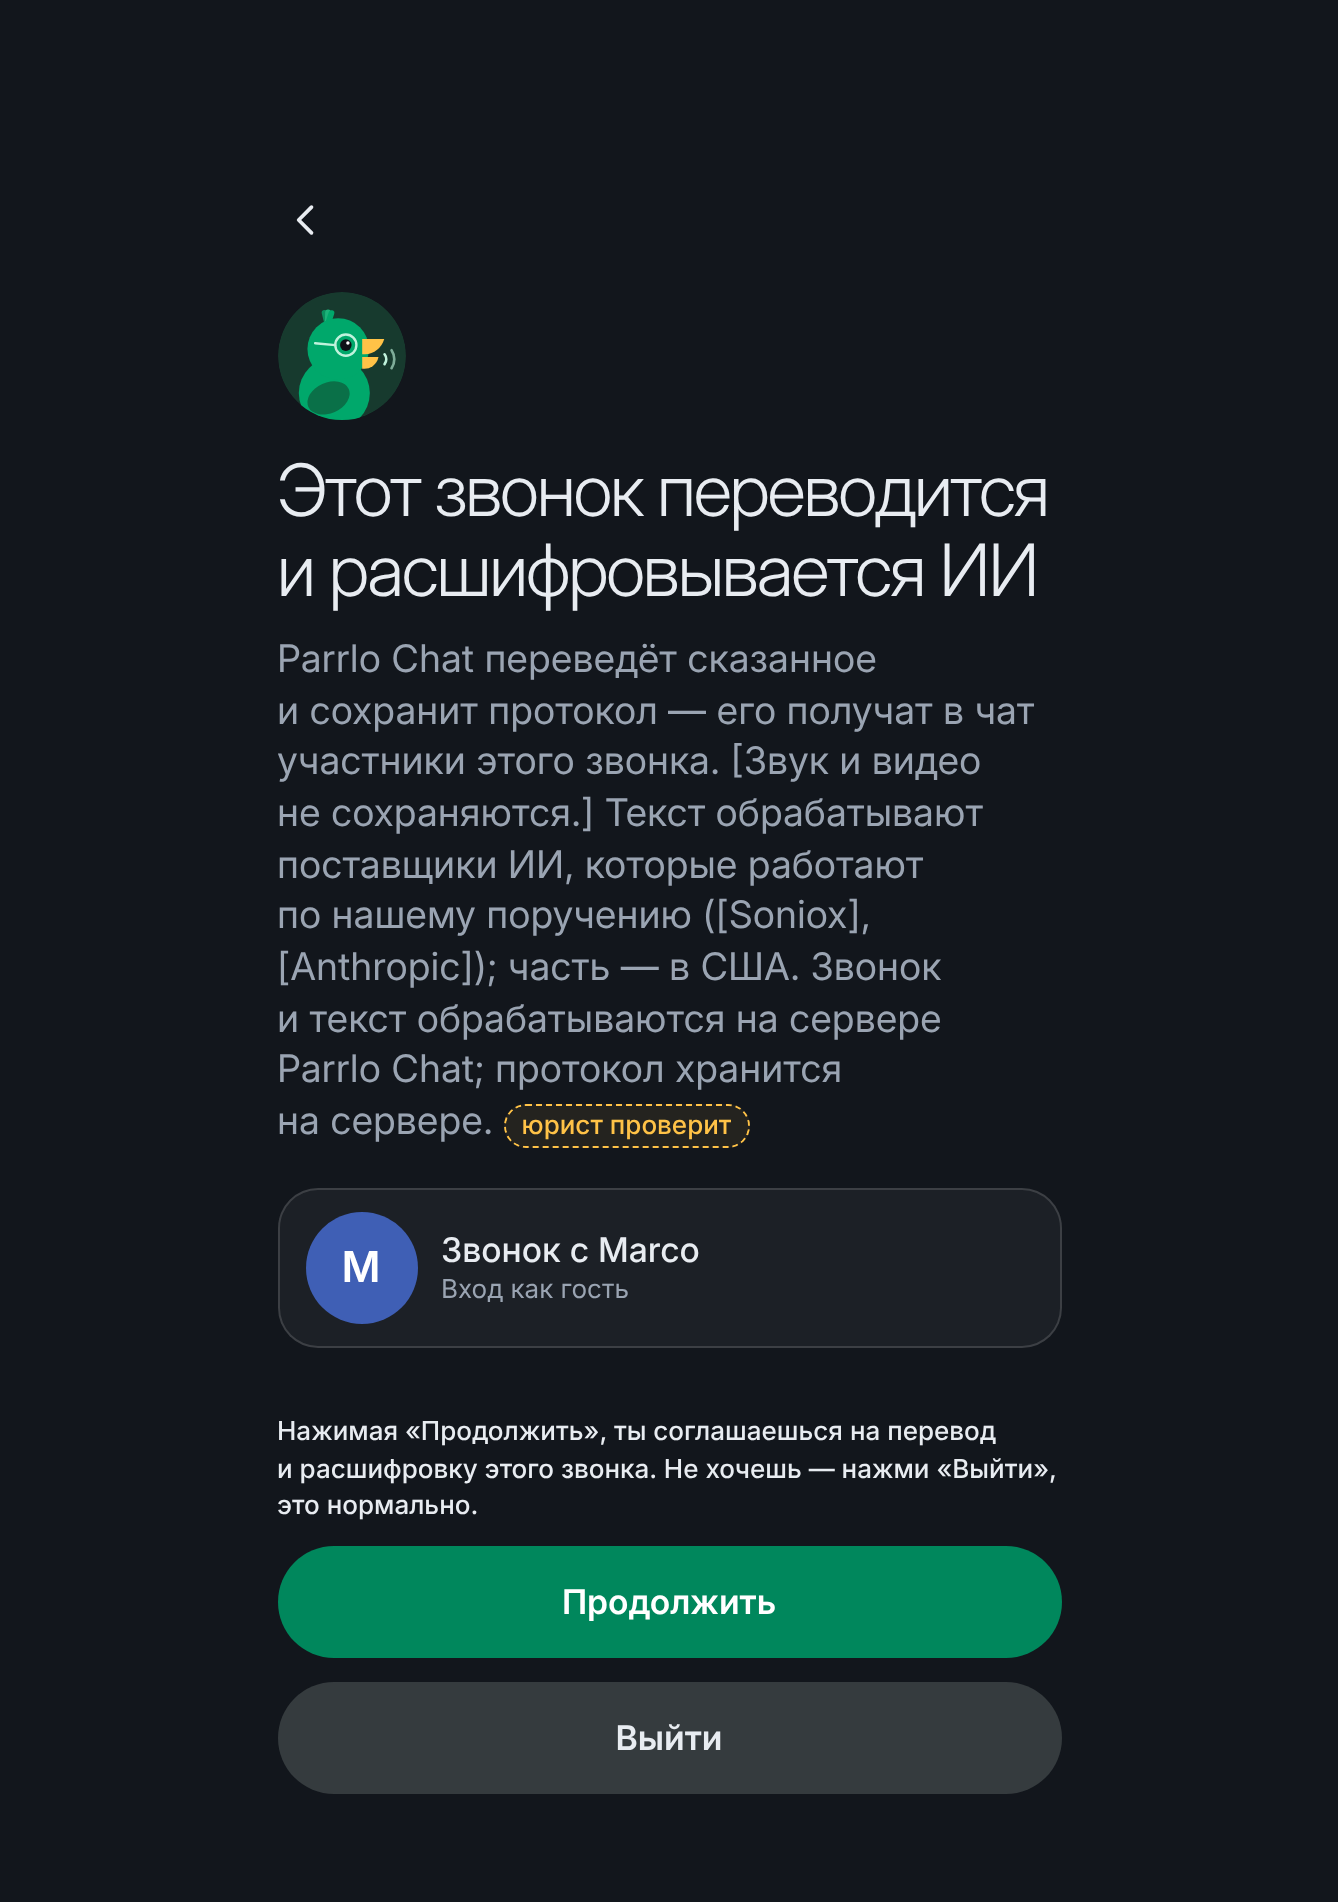 Этот звонок переводится
и расшифровывается ИИ
Parrlo Chat переведёт сказанное
и сохранит протокол — его получат в чат
участники этого звонка. [Звук и видео
не сохраняются.] Текст обрабатывают
поставщики ИИ, которые работают
по нашему поручению ([Soniox],
[Anthropic]); часть — в США. Звонок
и текст обрабатываются на сервере
Parrlo Chat; протокол хранится
на сервере. юрист проверит
M
Звонок с Marco
Вход как гость
Нажимая «Продолжить», ты соглашаешься на перевод
и расшифровку этого звонка. Не хочешь — нажми «Выйти»,
это нормально.
Продолжить
Выйти